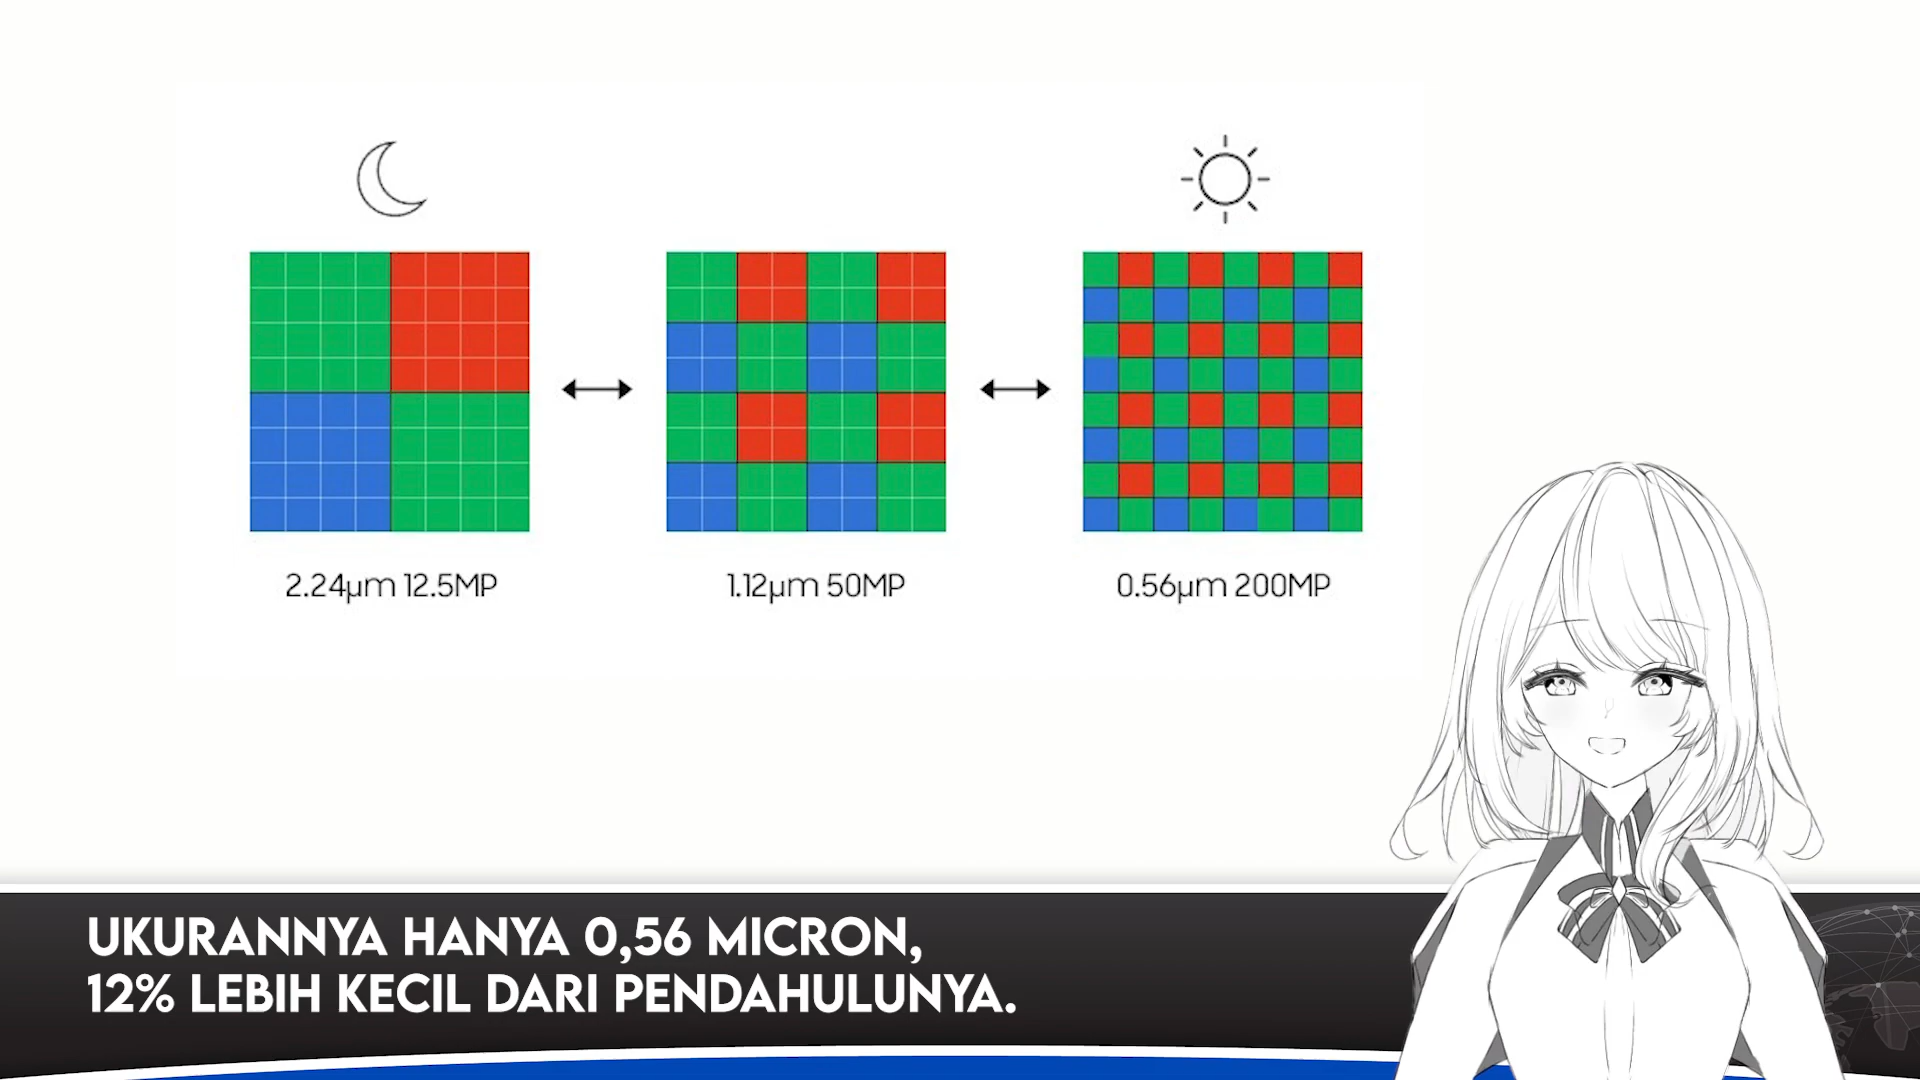 2.24µm 12.5MP
1.12µm 50MP
0.56µm 200MP
UKURANNYA HANYA 0,56 MICRON,
12% LEBIH KECIL DARI PENDAHULUNYA.